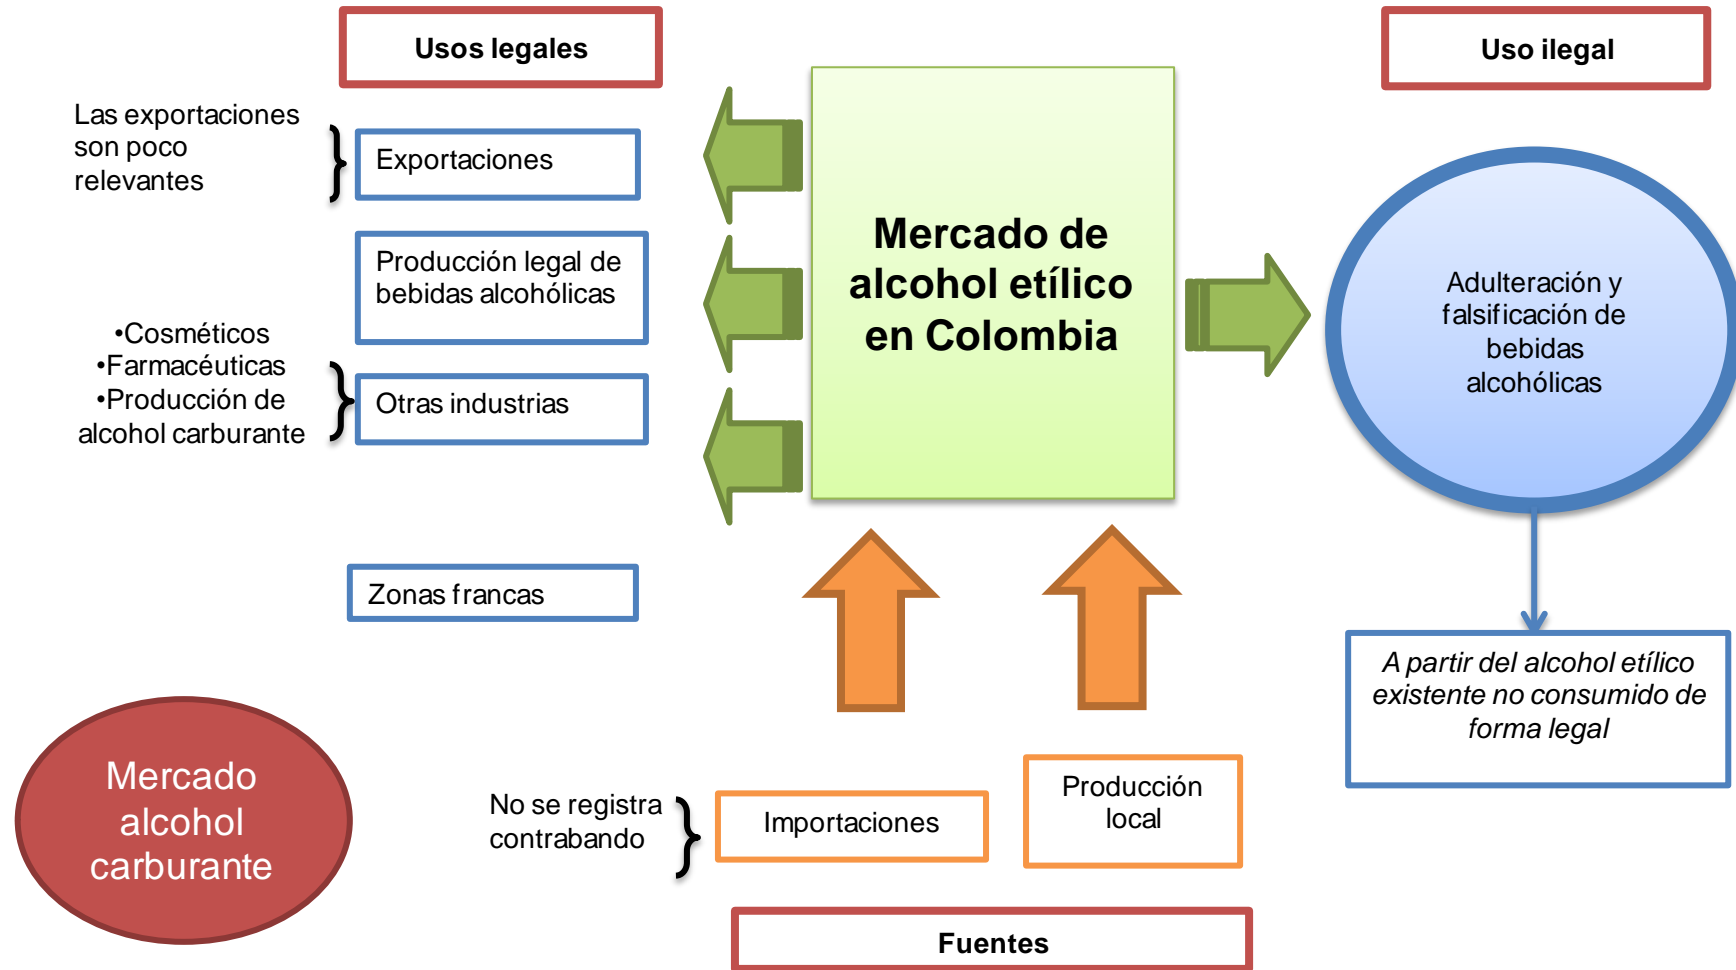 Usos legales
Uso ilegal
Las exportaciones
son poco
relevantes
Exportaciones
Producción legal de
bebidas alcohólicas
•Cosméticos
•Farmacéuticas
•Producción de
alcohol carburante
Otras industrias
Zonas francas
Mercado de
alcohol etílico
en Colombia
Adulteración y
falsificación de
bebidas
alcohólicas
A partir del alcohol etílico
existente no consumido de
forma legal
Mercado
alcohol
carburante
No se registra
contrabando
Importaciones
Producción
local
Fuentes